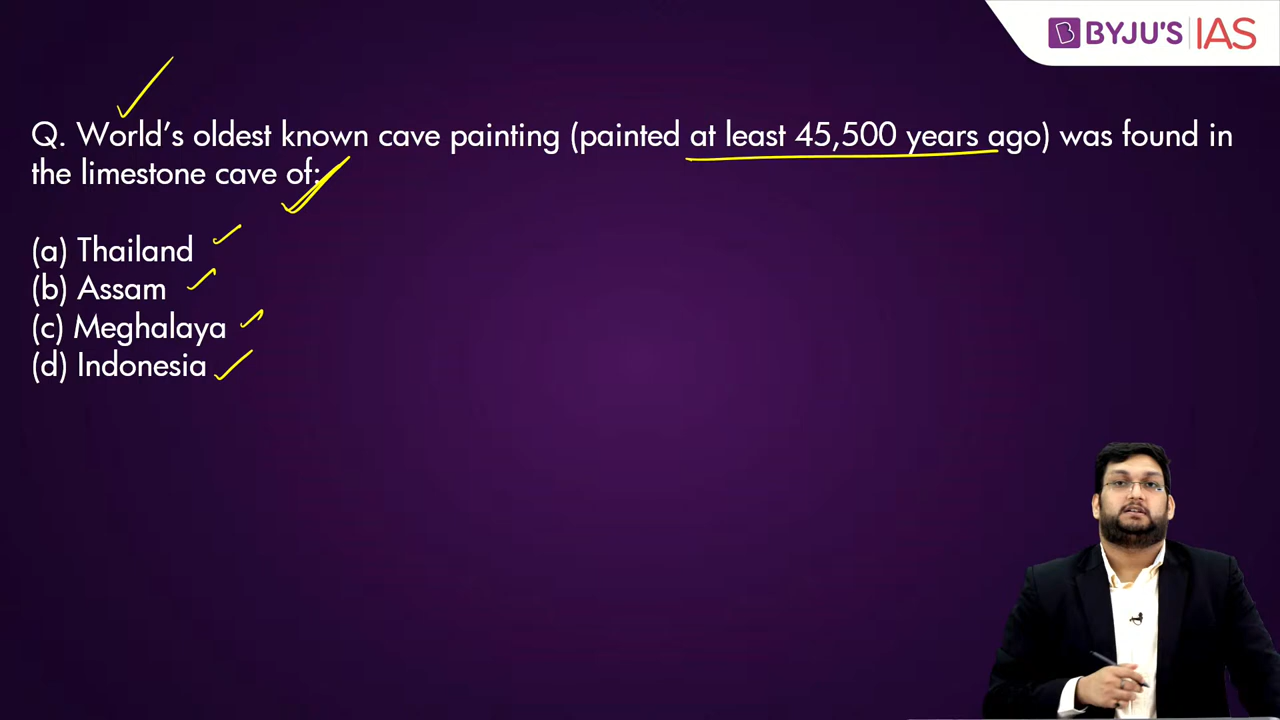 BYJU'S IAS
Q. World's oldest known cave painting (painted at least 45,500 years ago) was found in
the limestone cave of:
(a) Thailand
(b) Assam
(c) Meghalaya
(d) Indonesia